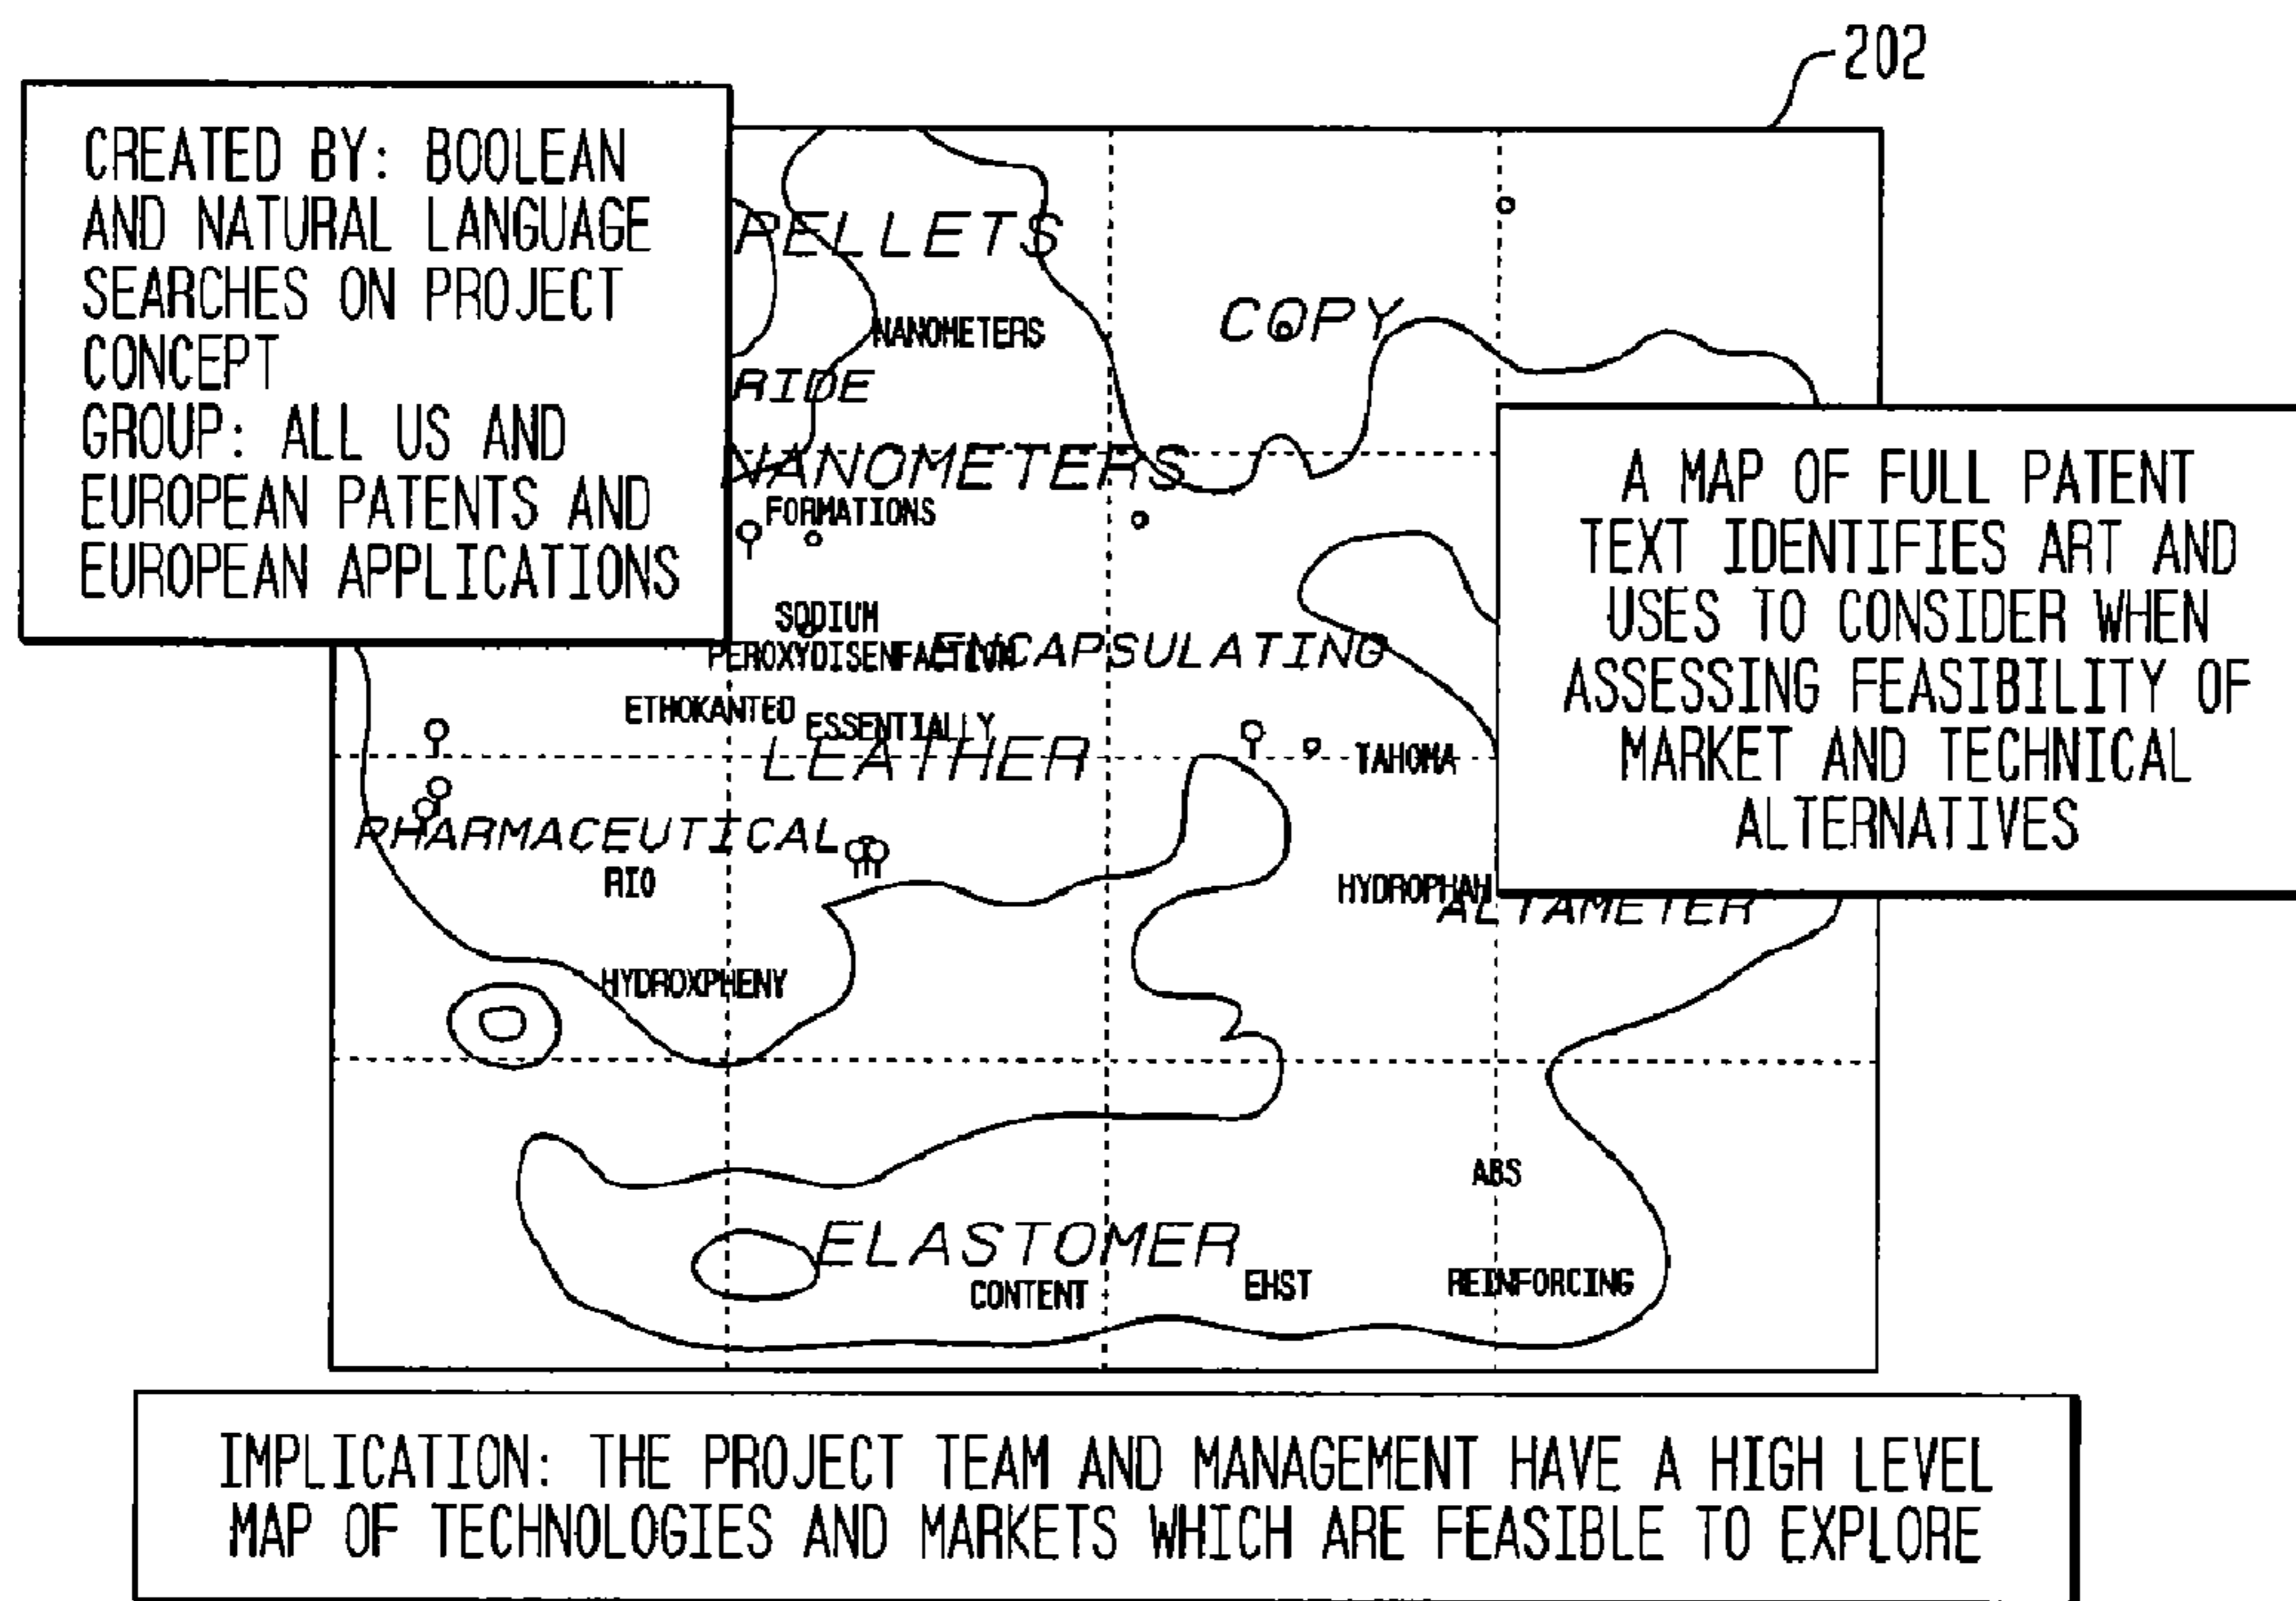 202
CREATED BY: BOOLEAN
AND NATURAL LANGUAGE
SEARCHES ON PROJECT
CONCEPT
GROUP: ALL US AND
EUROPEAN PATENTS AND
EUROPEAN APPLICATIONS
PELLETS
COPY
NANOMETERS
RIDE
NANOMETERS
FORMATIONS
A MAP OF FULL PATENT
TEXT IDENTIFIES ART AND
USES TO CONSIDER WHEN
ASSESSING FEASIBILITY OF
MARKET AND TECHNICAL
ALTERNATIVES
SODIUM
ENCAPSULATING
ETHOKANTED
ESSENTIALLY
LEATHER
TAHOMA
PHARMACEUTICAL
RIO
HYDROPHAN
ALTAMETER
HYDROXPHENY
ABS
ELASTOMER
CONTENT
EHST
REINFORCING
IMPLICATION: THE PROJECT TEAM AND MANAGEMENT HAVE A HIGH LEVEL
MAP OF TECHNOLOGIES AND MARKETS WHICH ARE FEASIBLE TO EXPLORE